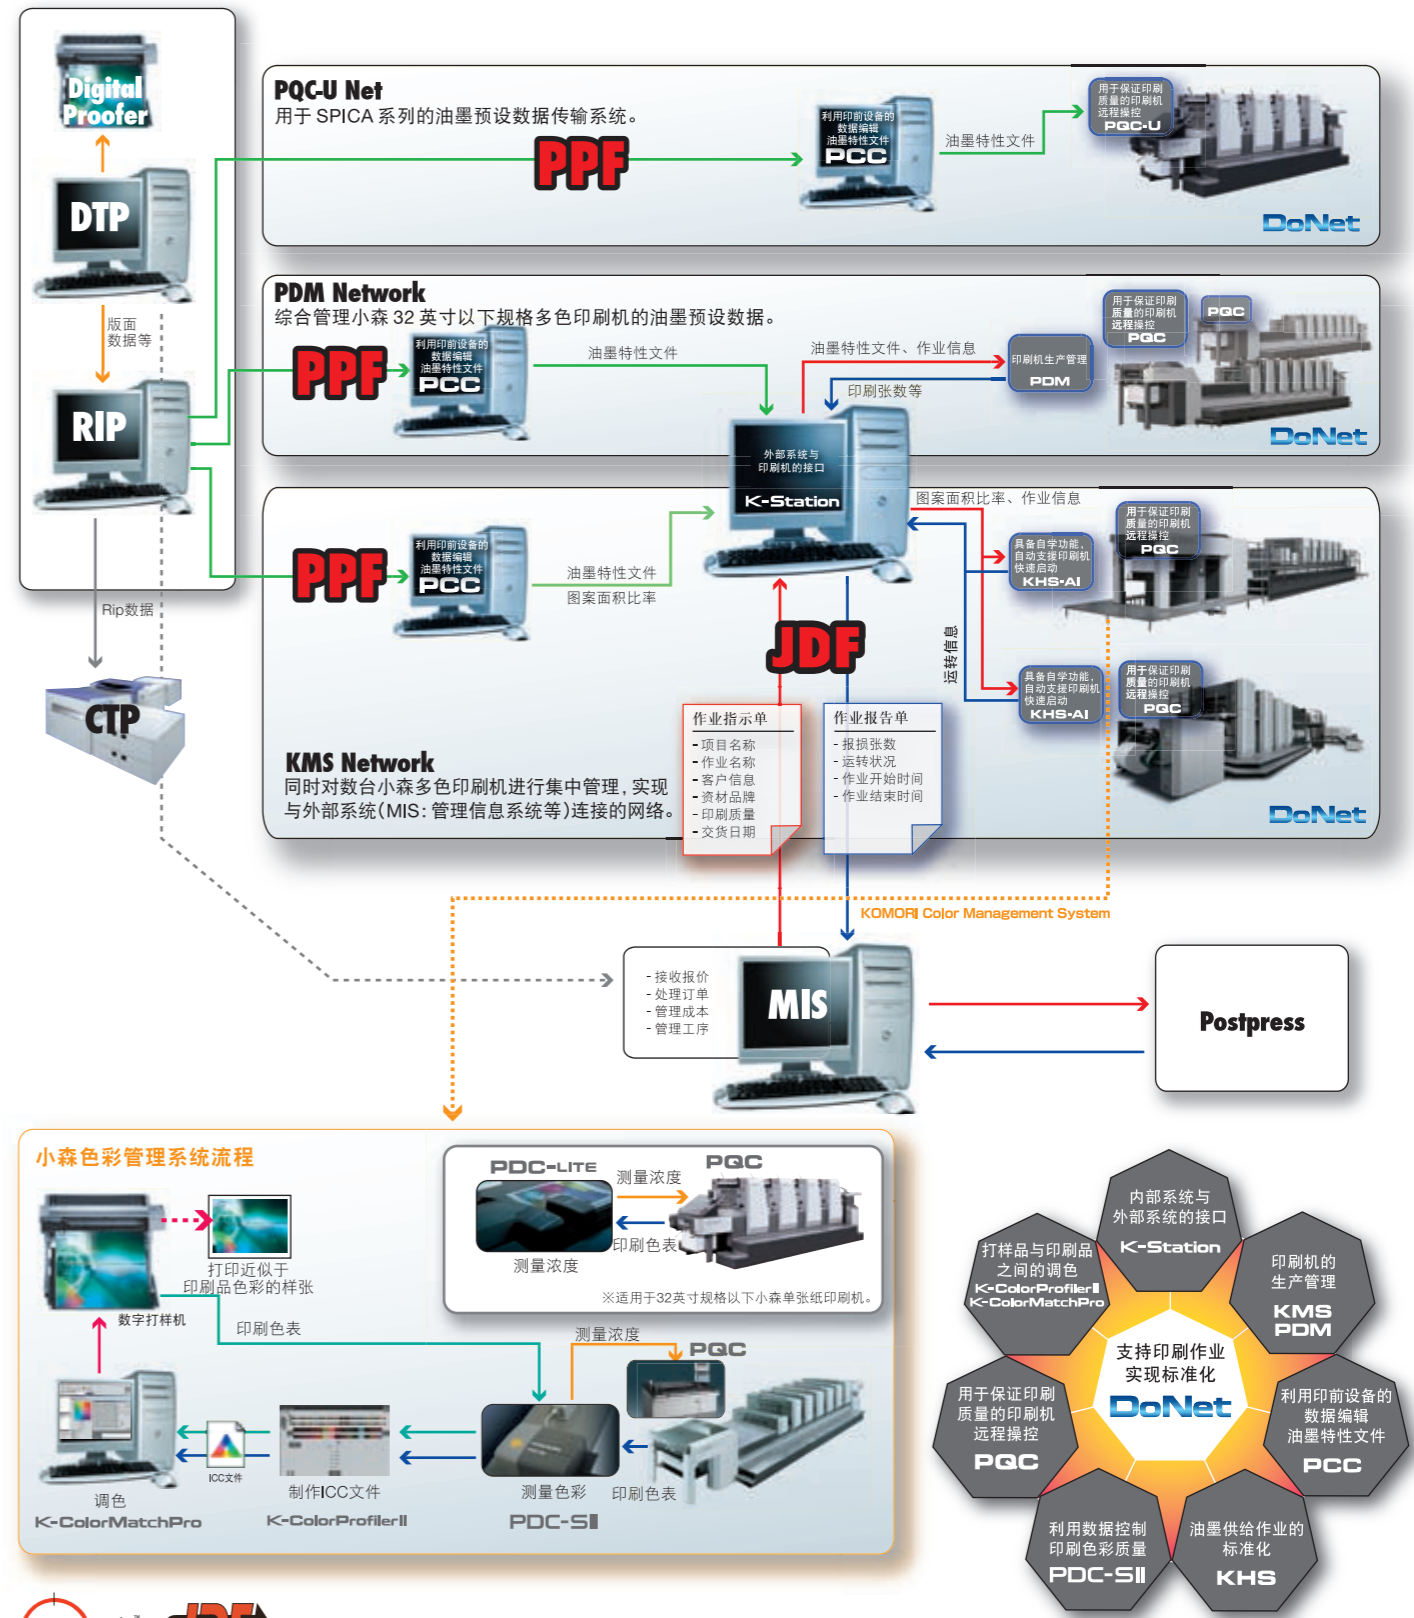 Digital
Proofer
DTP
版面
数据等
RIP
Rip数据
CTP
PQC-U Net
用于 SPICA 系列的油墨预设数据传输系统。
PPF
利用印前设备的
数据编辑
油墨特性文件
PCC
油墨特性文件
用于保证印刷
质量的印刷机
远程操控
PQC-U
DoNet
PDM Network
综合管理小森 32 英寸以下规格多色印刷机的油墨预设数据。
PPF
利用印前设备的
数据编辑
油墨特性文件
PCC
油墨特性文件
油墨特性文件、作业信息
印刷张数等
印刷机生产管理
PDM
用于保证印刷
质量的印刷机
远程操控
PQC
PQC
DoNet
外部系统与
印刷机的接口
K-Station
PPF
利用印前设备的
数据编辑
油墨特性文件
PCC
油墨特性文件
图案面积比率
图案面积比率、作业信息
具备自学功能,
自动支援印刷机
快速启动
KHS-AI
用于保证印刷
质量的印刷机
远程操控
PQC
运转信息
具备自学功能,
自动支援印刷机
快速启动
KHS-AI
用于保证印刷
质量的印刷机
远程操控
PQC
DoNet
JDF
KMS Network
同时对数台小森多色印刷机进行集中管理,实现
与外部系统(MIS:管理信息系统等)连接的网络。
作业指示单
- 项目名称
- 作业名称
- 客户信息
- 资材品牌
- 印刷质量
- 交货日期
作业报告单
- 报损张数
- 运转状况
- 作业开始时间
- 作业结束时间
KOMORI Color Management System
- 接收报价
- 处理订单
- 管理成本
- 管理工序
MIS
Postpress
小森色彩管理系统流程
打印近似于
印刷品色彩的样张
数字打样机
印刷色表
PDC-LITE
测量浓度
PQC
印刷色表
测量浓度
※适用于32英寸规格以下小森单张纸印刷机。
测量浓度
PQC
ICC文件
调色
K-ColorMatchPro
制作ICC文件
K-ColorProfilerⅡ
测量色彩
PDC-SⅡ
印刷色表
内部系统与
外部系统的接口
K-Station
打样品与印刷品
之间的调色
K-ColorProfilerⅡ
K-ColorMatchPro
印刷机的
生产管理
KMS
PDM
支持印刷作业
实现标准化
DoNet
用于保证印刷
质量的印刷机
远程操控
PQC
利用印前设备的
数据编辑
油墨特性文件
PCC
利用数据控制
印刷色彩质量
PDC-SⅡ
油墨供给作业的
标准化
KHS
JDF